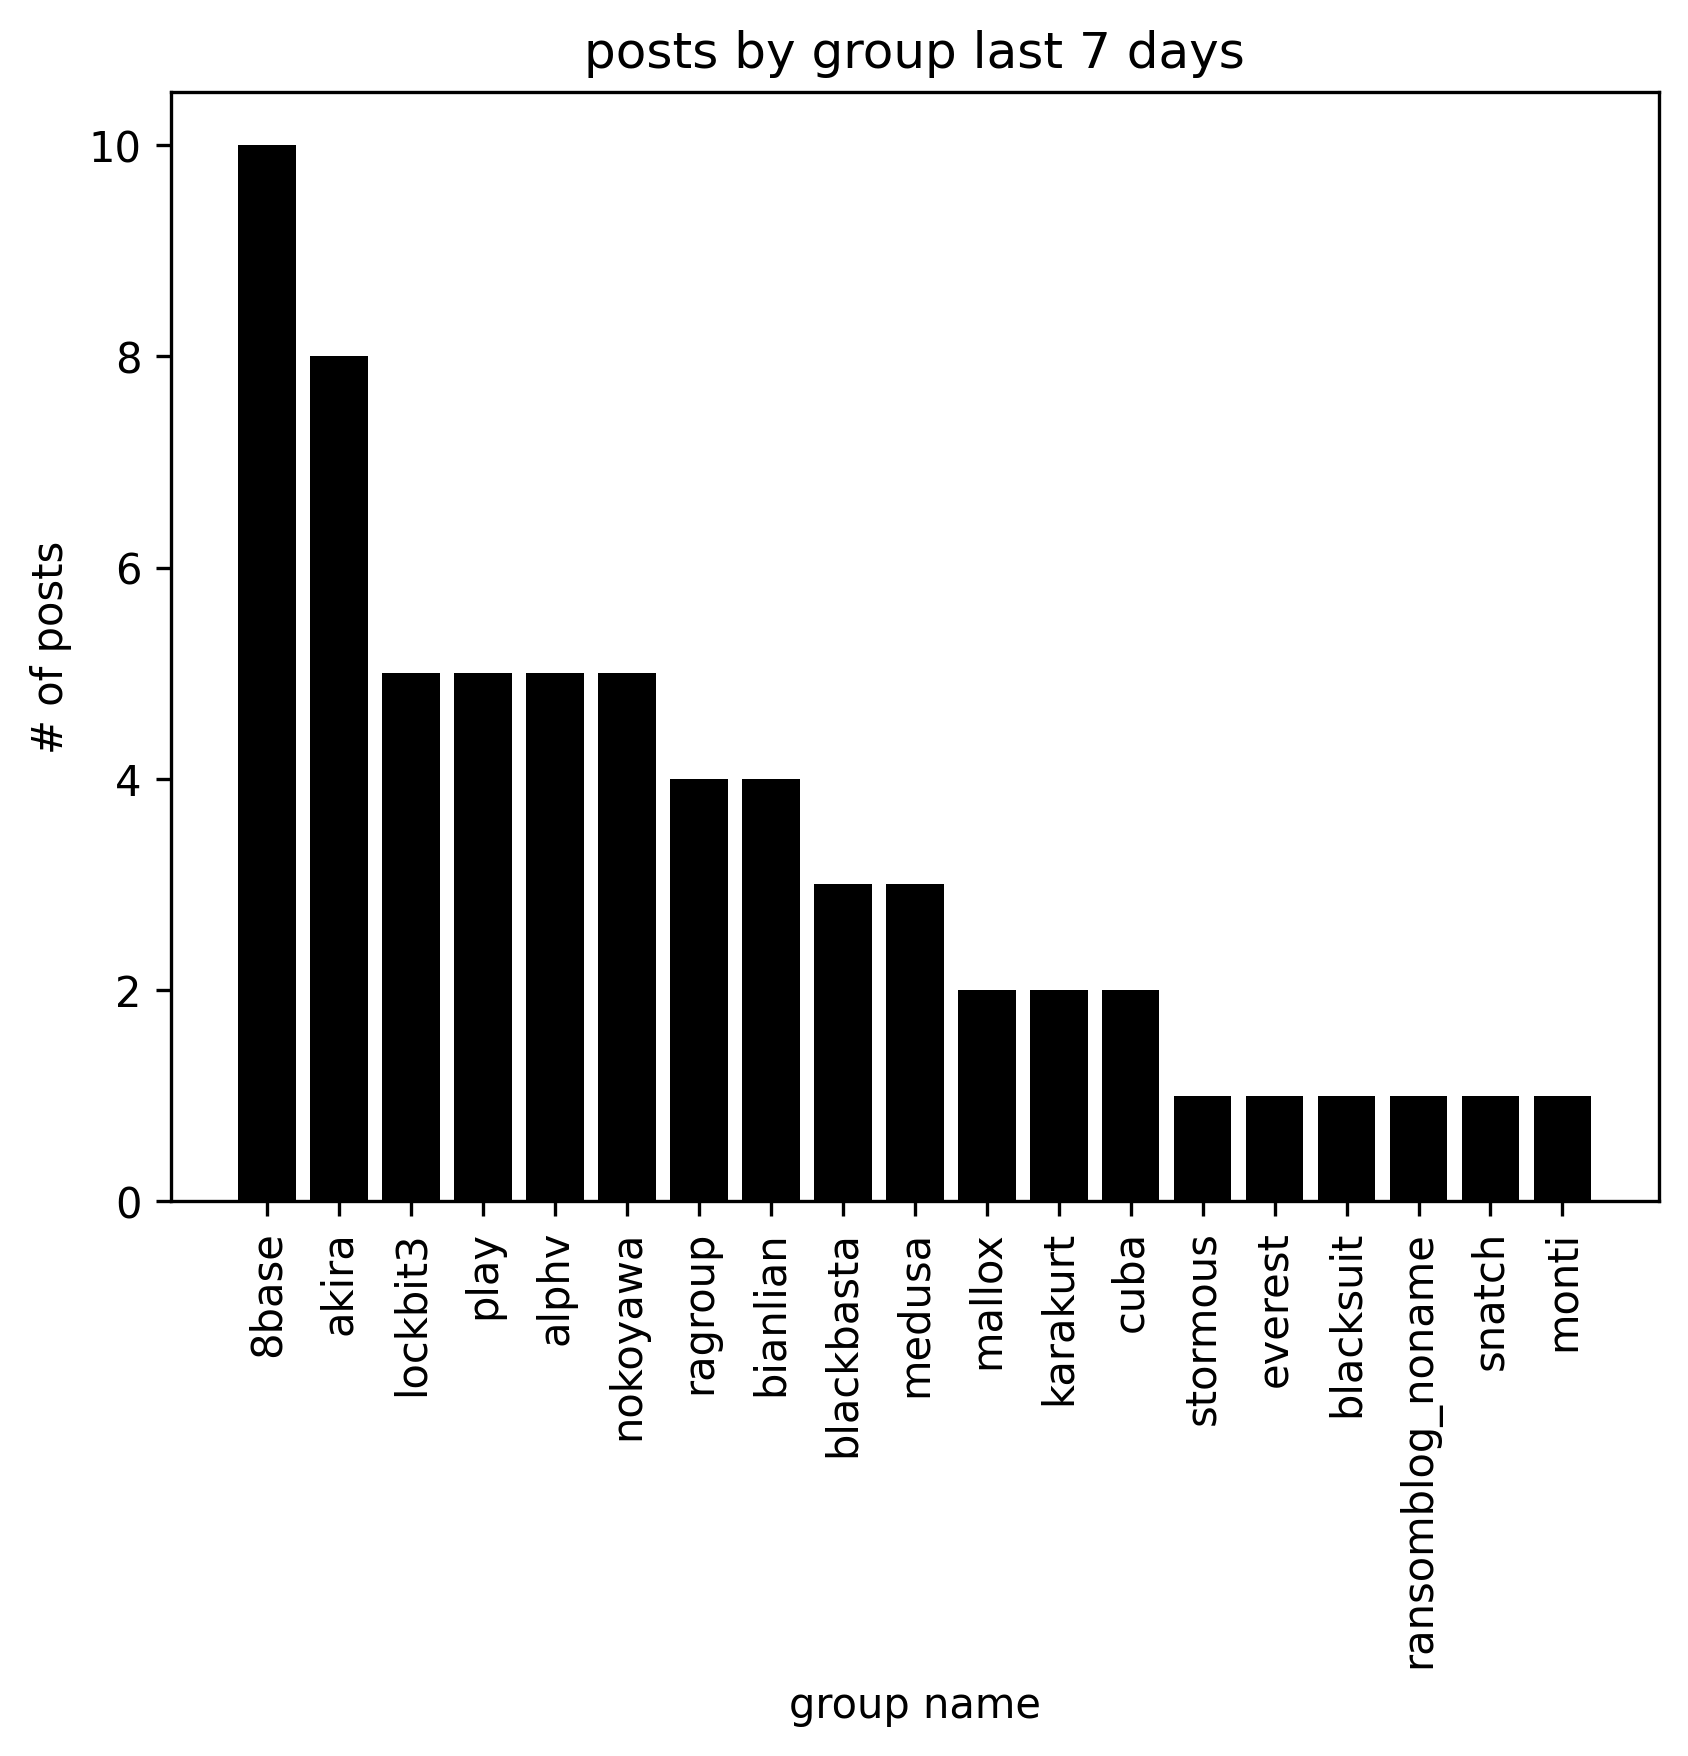 posts by group last 7 days
# of posts
10
8
6
4
2
0
8base
akira
lockbit3
play
alphv
nokoyawa
ragroup
bianlian
blackbasta
medusa
mallox
karakurt
cuba
stormous
everest
blacksuit
ransomblog_noname
snatch
monti
group name